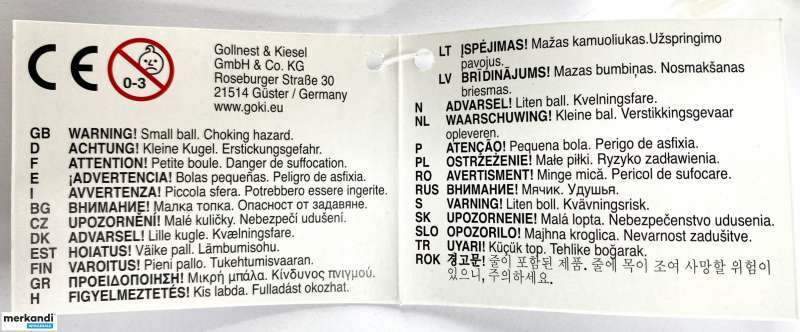 CE
0-3
Gollnest & Kiesel
GmbH & Co. KG
Roseburger Straße 30
21514 Güster / Germany
www.goki.eu
GB WARNING! Small ball. Choking hazard.
D ACHTUNG! Kleine Kugel. Erstickungsgefahr.
F ATTENTION! Petite boule. Danger de suffocation.
E ¡ADVERTENCIA! Bolas pequeñas. Peligro de asfixia.
I AVVERTENZA! Piccola sfera. Potrebbero essere ingerite.
BG ВНИМАНИЕ! Малка топка. Опасност от задавяне.
CZ UPOZORNĚNÍ! Malé kuličky. Nebezpečí udušení.
DK ADVARSEL! Lille kugle. Kvælningsfare.
EST HOIATUS! Väike pall. Lämbumisohu.
FIN VAROITUS! Pieni pallo. Tukehtumisvaaran.
GR ΠΡΟΕΙΔΟΠΟΙΗΣΗ! Μικρή μπάλα. Κίνδυνος πνιγμού.
H FIGYELMEZTETÉS! Kis labda. Fulladást okozhat.
LT ĮSPĖJIMAS! Mažas kamuoliukas.Užspringimo
pavojus.
LV BRĪDINĀJUMS! Mazas bumbiņas. Nosmakšanas
briesmas.
N ADVARSEL! Liten ball. Kvelningsfare.
NL WAARSCHUWING! Kleine bal. Verstikkingsgevaar
opleveren.
P ATENÇÃO! Pequena bola. Perigo de asfixia.
PL OSTRZEŻENIE! Małe piłki. Ryzyko zadławienia.
RO AVERTISMENT! Minge mică. Pericol de sufocare.
RUS ВНИМАНИЕ! Мячик. Удушья.
S VARNING! Liten boll. Kvävningsrisk.
SK UPOZORNENIE! Malá lopta. Nebezpečenstvo udusenia.
SLO OPOZORILO! Majhna kroglica. Nevarnost zadušitve.
TR UYARI! Küçük top. Tehlike boğarak.
ROK 경고문! 줄이 포함된 제품. 줄에 목이 조여 사망할 위험이
있으니, 주의하세요.
merkandi
WHOLESALE